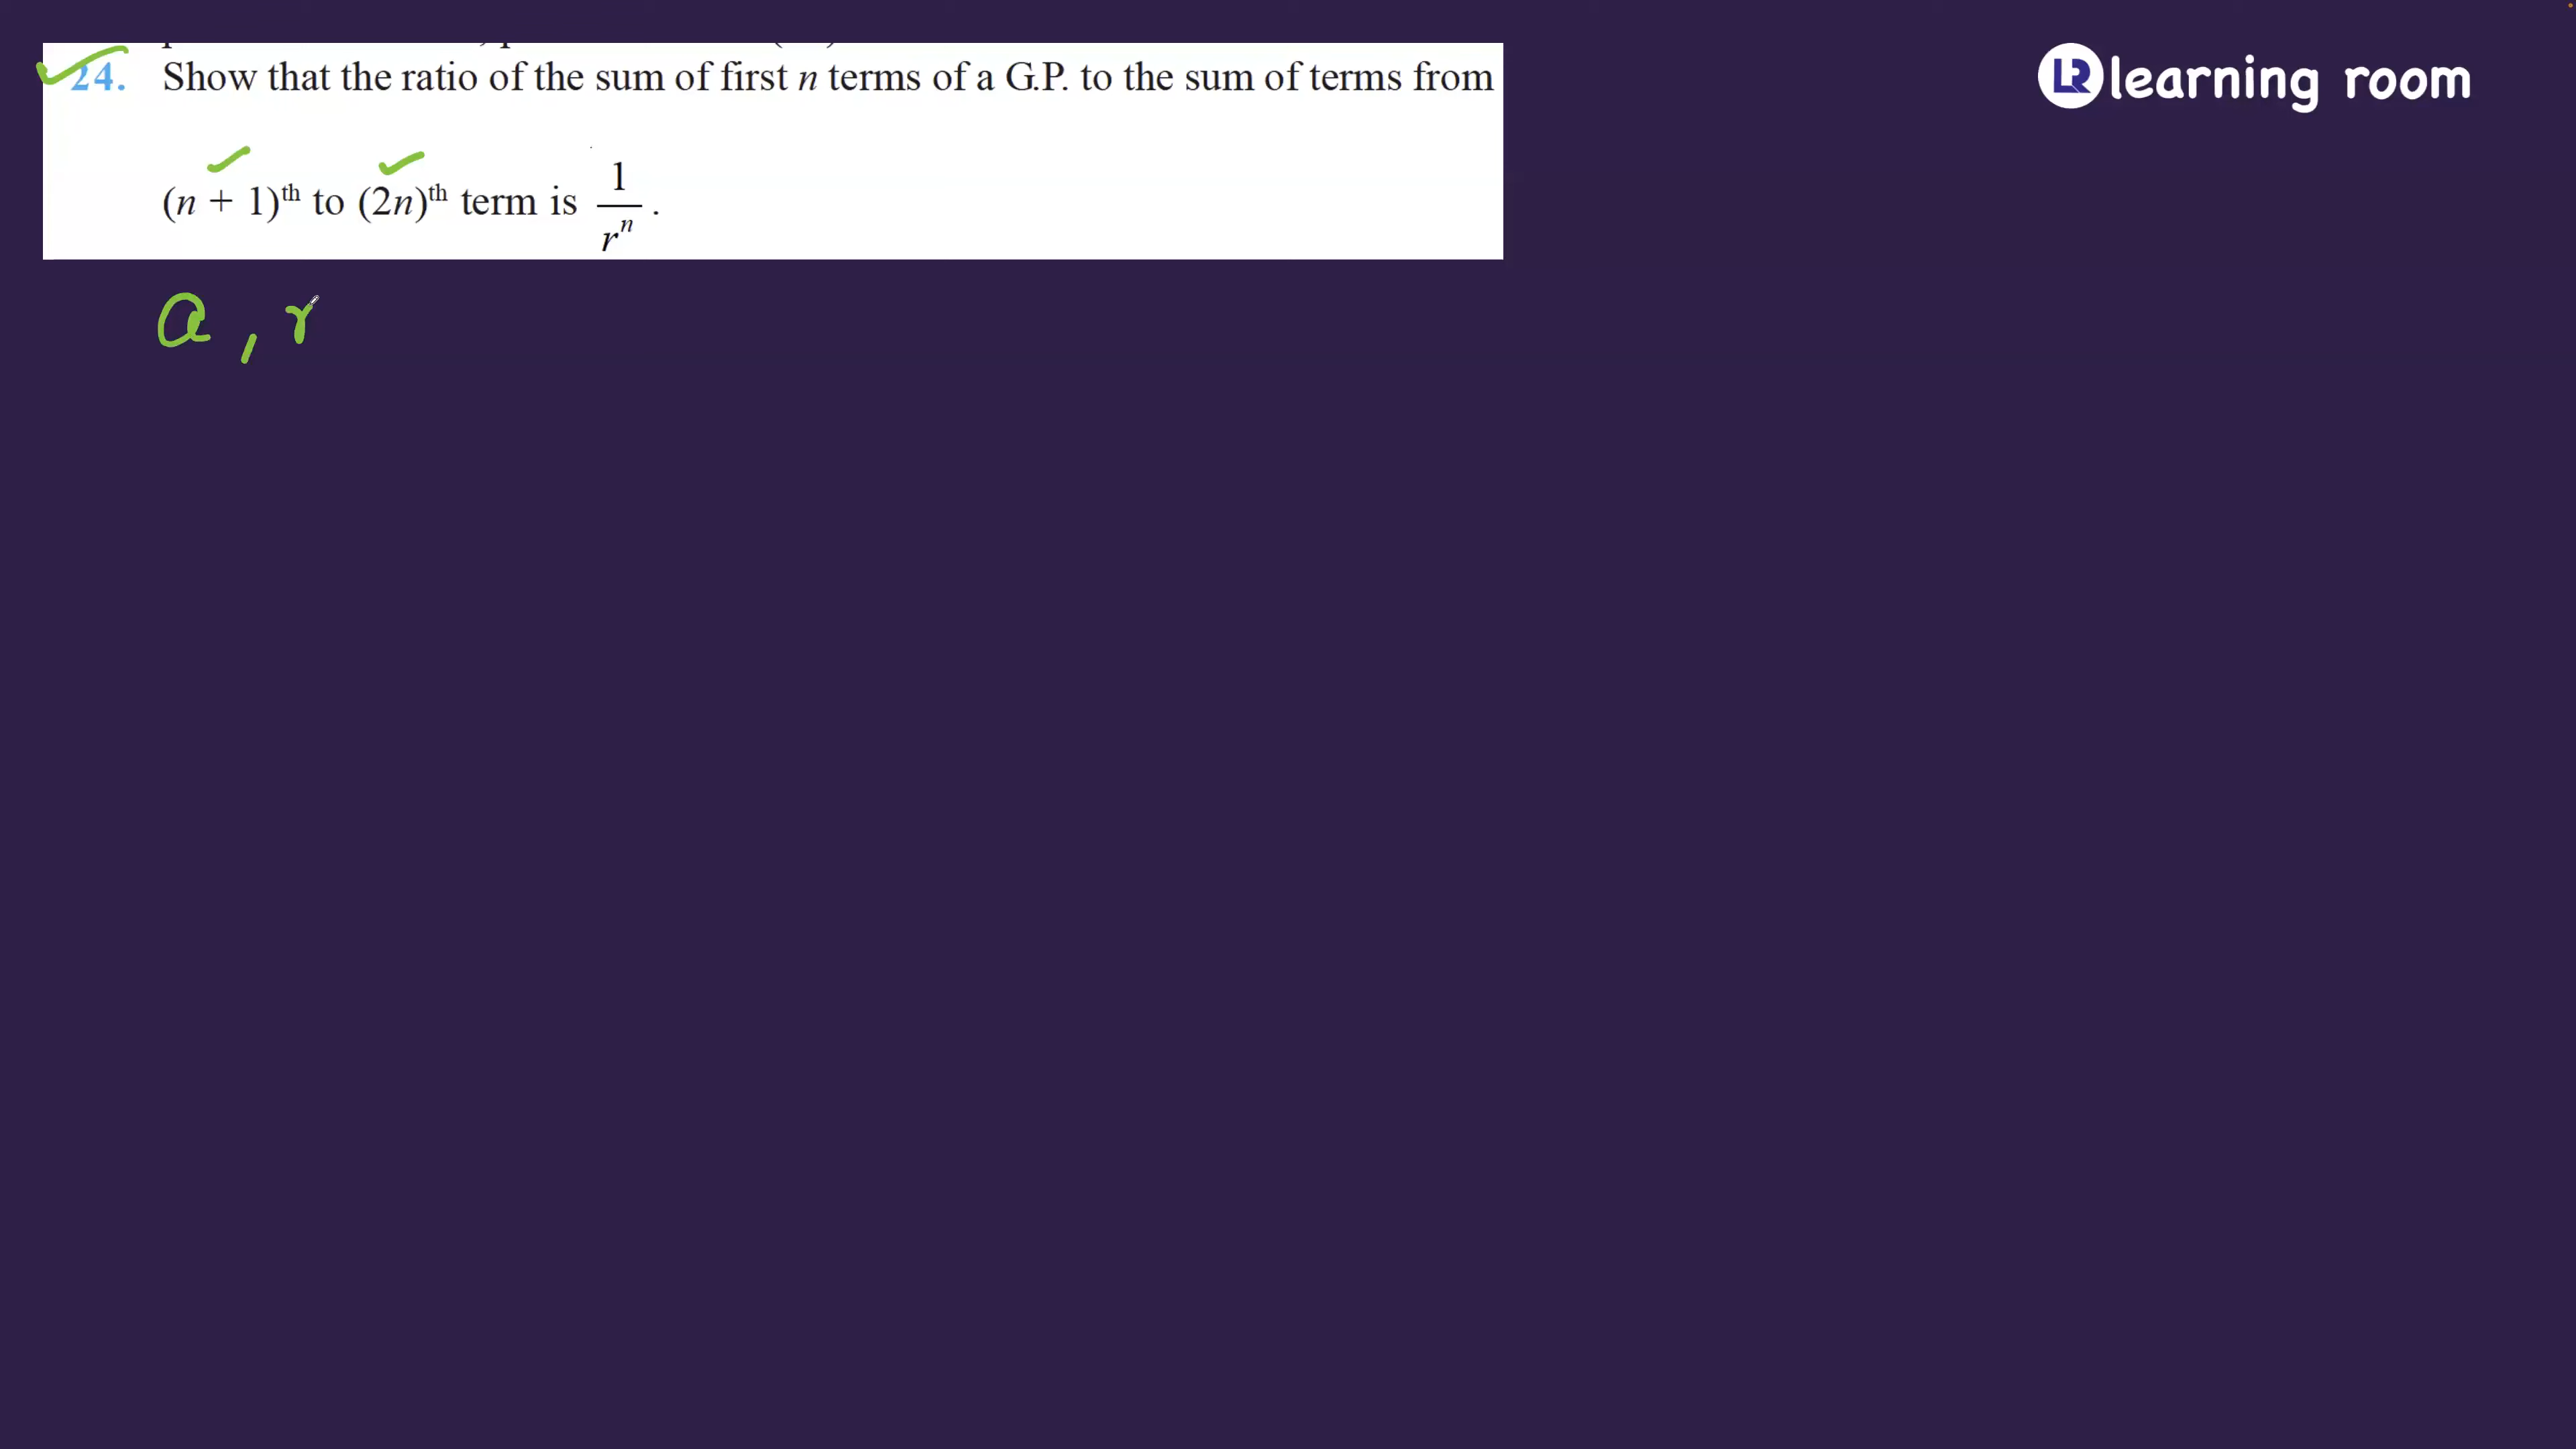 24. Show that the ratio of the sum of first n terms of a G.P. to the sum of terms from
(n + 1)th to (2n)th term is 1/r^n .
a , r
LR learning room